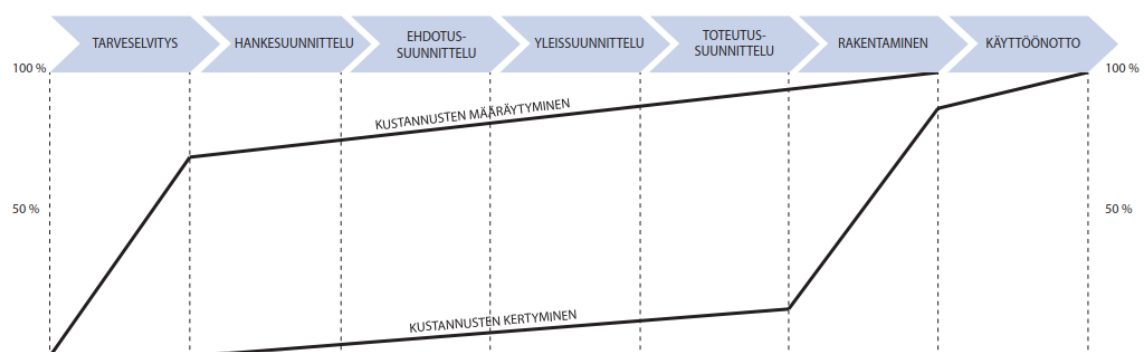 TARVESELVITYS
HANKESUUNNITTELU
EHDOTUS-
SUUNNITTELU
YLEISSUUNNITTELU
TOTEUTUS-
SUUNNITTELU
RAKENTAMINEN
KÄYTTÖÖNOTTO
100 %
100 %
KUSTANNUSTEN MÄÄRÄYTYMINEN
50 %
50 %
KUSTANNUSTEN KERTYMINEN